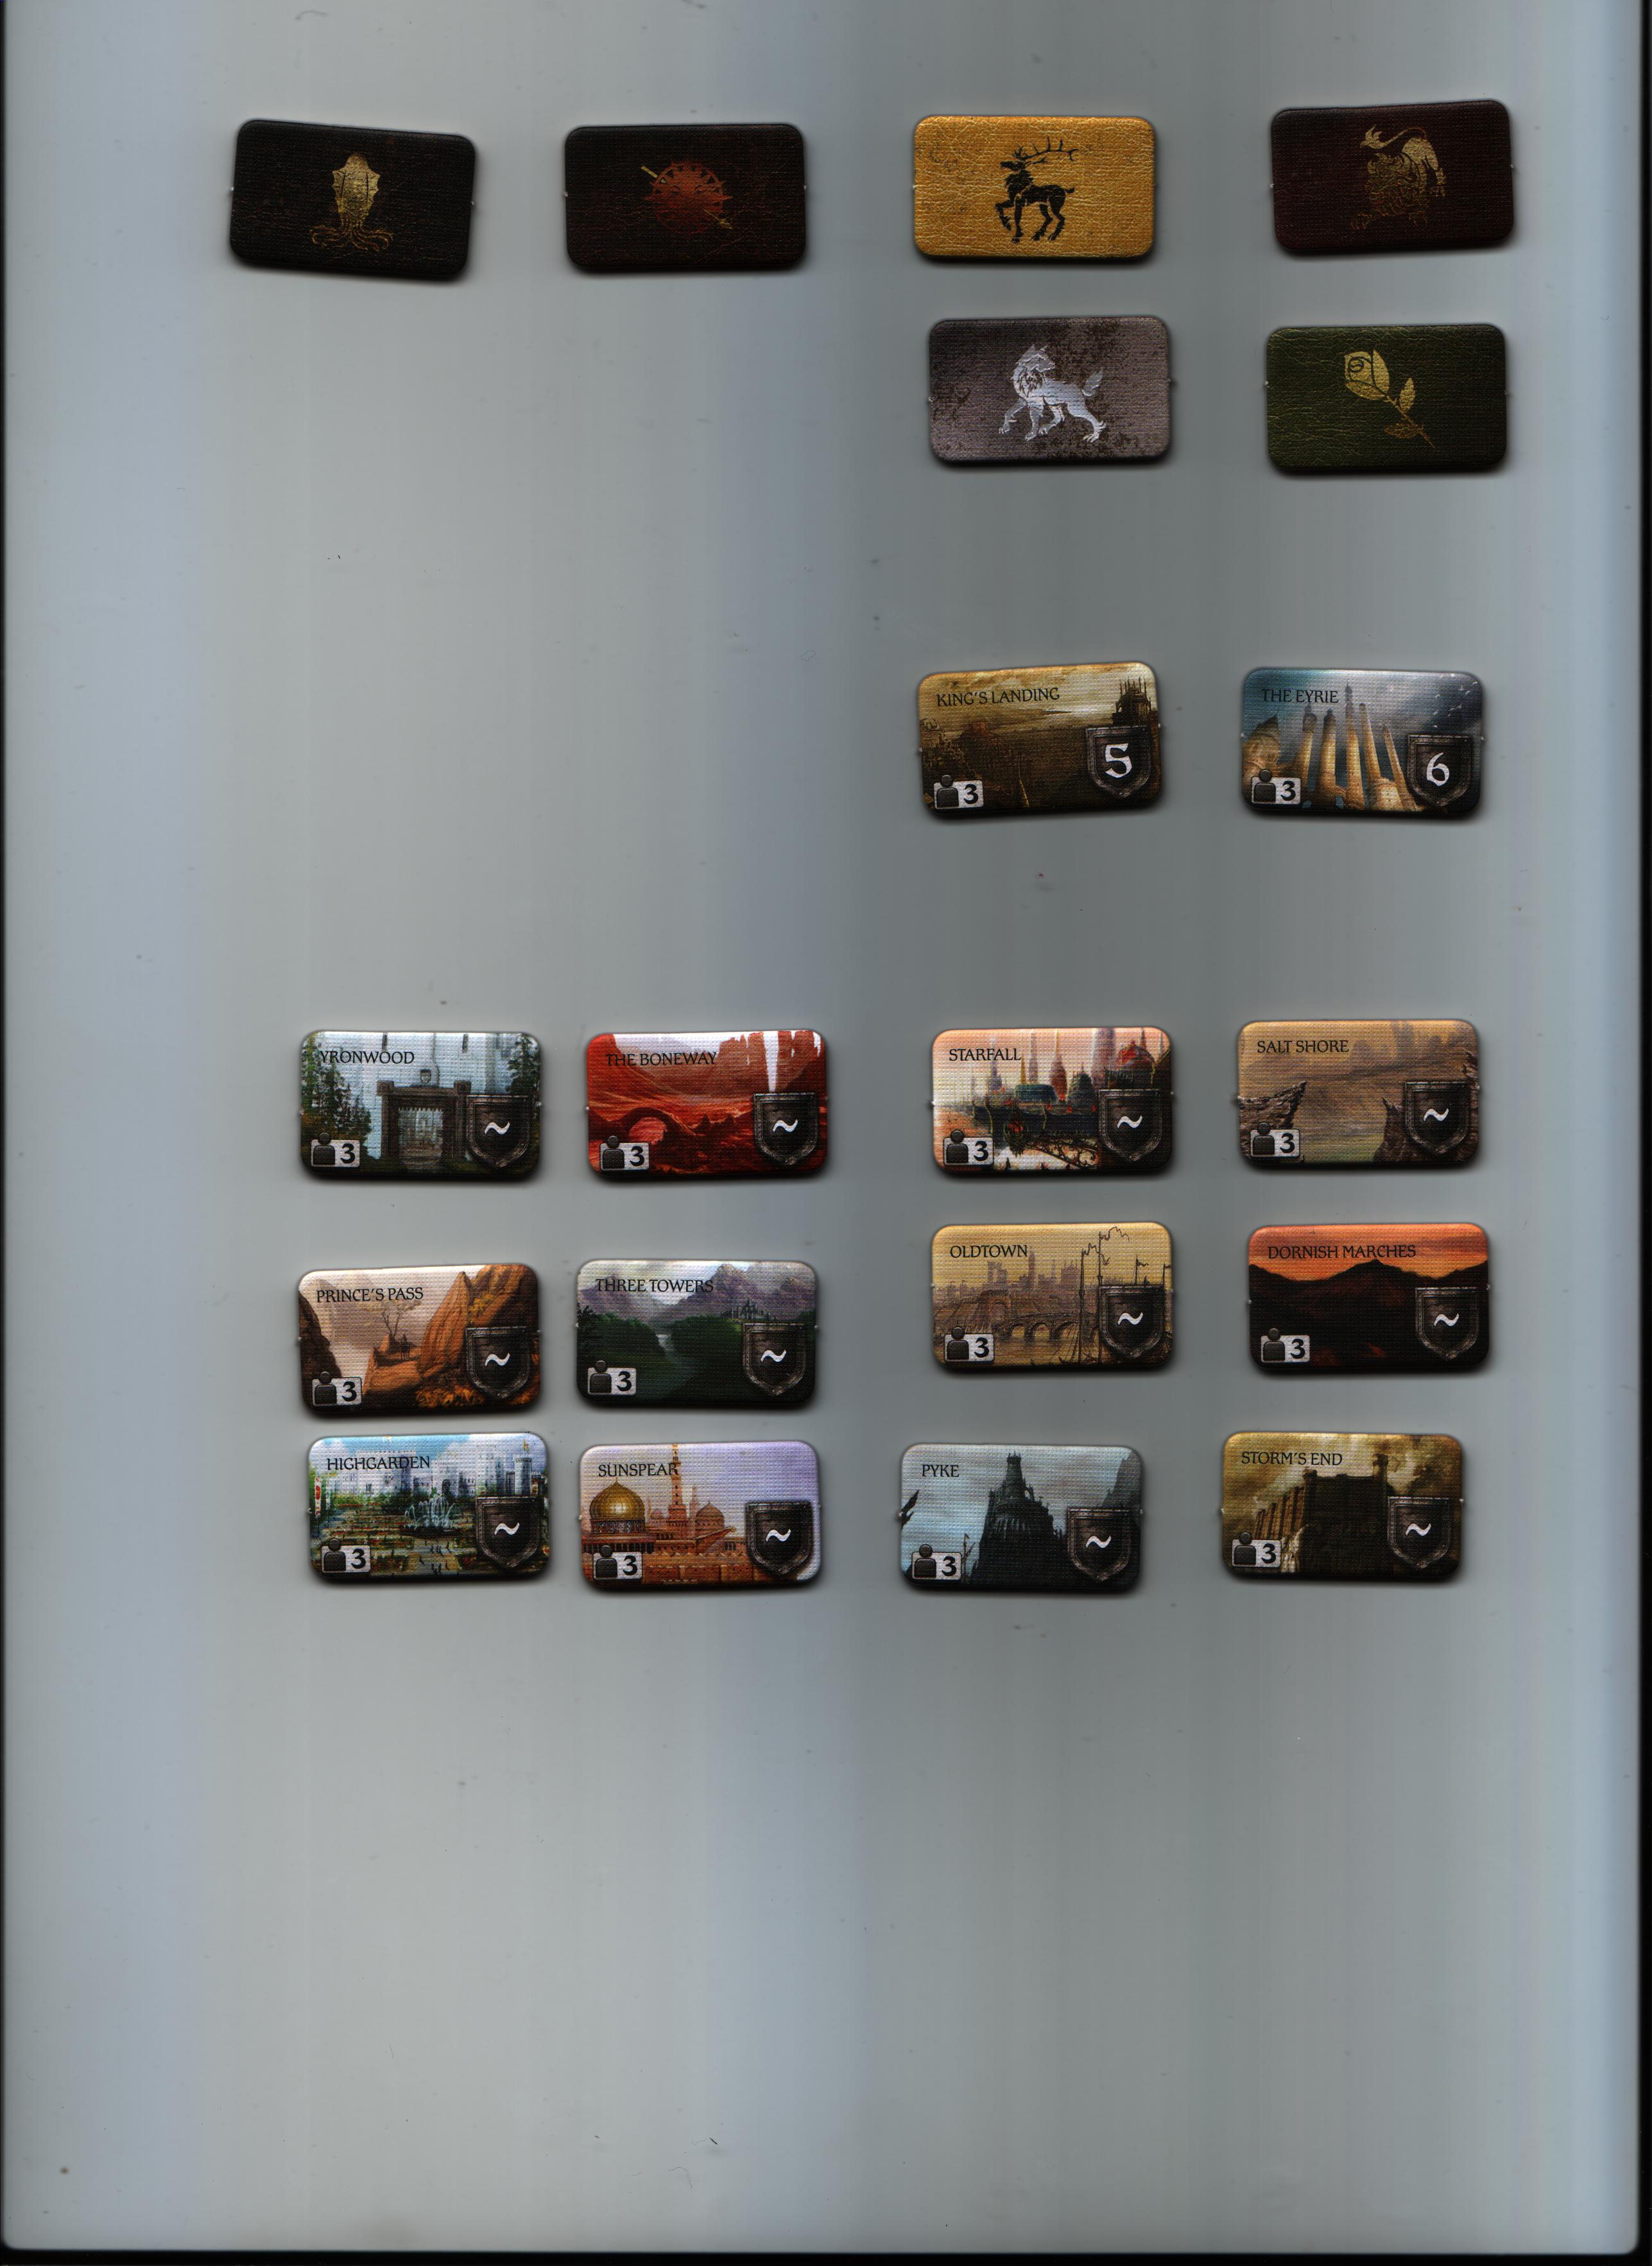 KING'S LANDING
5
3
THE EYRIE
6
3
YRONWOOD
~
3
THE BONEWAY
~
3
STARFALL
~
3
SALT SHORE
~
3
PRINCE'S PASS
~
3
THREE TOWERS
~
3
OLDTOWN
~
3
DORNISH MARCHES
~
3
HIGHGARDEN
~
3
SUNSPEAR
~
3
PYKE
~
3
STORM'S END
~
3